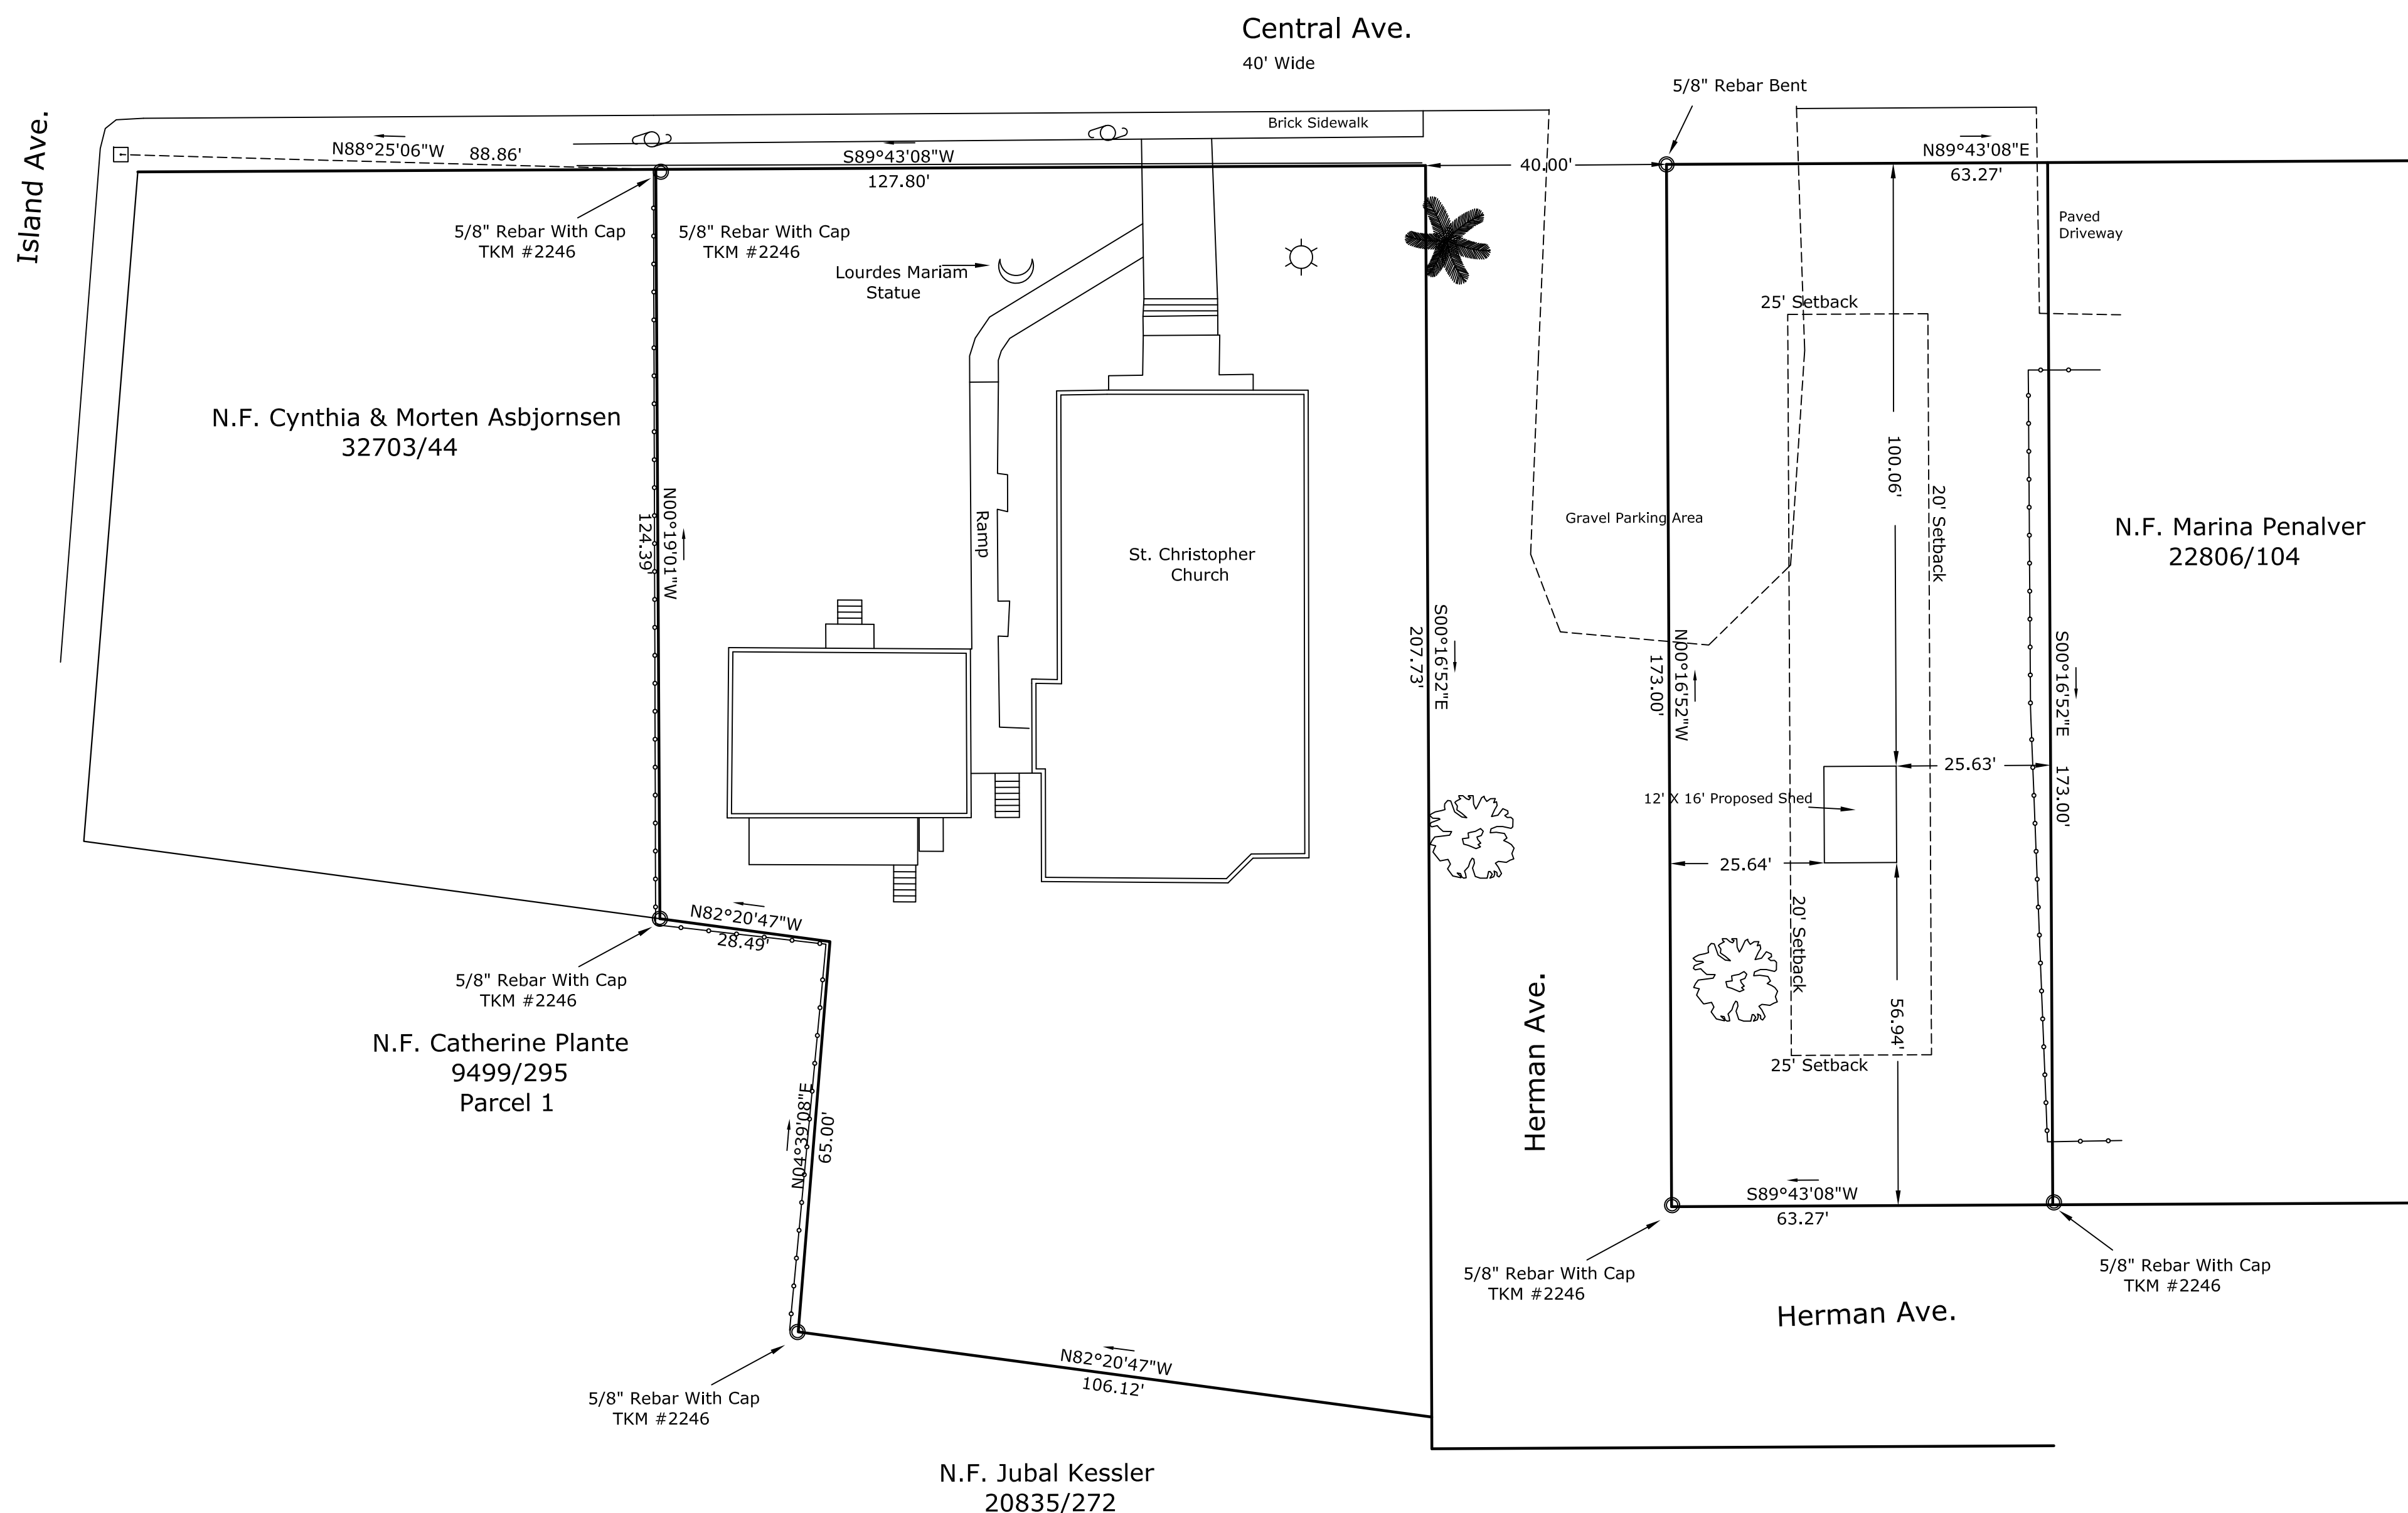 Central Ave.
40' Wide
5/8" Rebar Bent
Island Ave.
Brick Sidewalk
N88°25'06"W 88.86'
S89°43'08"W
127.80'
40.00'
N89°43'08"E
63.27'
5/8" Rebar With Cap
TKM #2246
5/8" Rebar With Cap
TKM #2246
Lourdes Mariam
Statue
Paved
Driveway
25' Setback
N.F. Cynthia & Morten Asbjornsen
32703/44
N00°19'01"W
124.39'
Ramp
St. Christopher
Church
Gravel Parking Area
100.06'
20' Setback
N.F. Marina Penalver
22806/104
S00°16'52"E
207.73'
N00°16'52"W
173.00'
S00°16'52"E 173.00'
25.63'
12' X 16' Proposed Shed
25.64'
20' Setback
N82°20'47"W
28.49'
5/8" Rebar With Cap
TKM #2246
N.F. Catherine Plante
9499/295
Parcel 1
N04°39'08"E
65.00'
Herman Ave.
56.94'
25' Setback
S89°43'08"W
63.27'
5/8" Rebar With Cap
TKM #2246
5/8" Rebar With Cap
TKM #2246
Herman Ave.
5/8" Rebar With Cap
TKM #2246
N82°20'47"W
106.12'
N.F. Jubal Kessler
20835/272